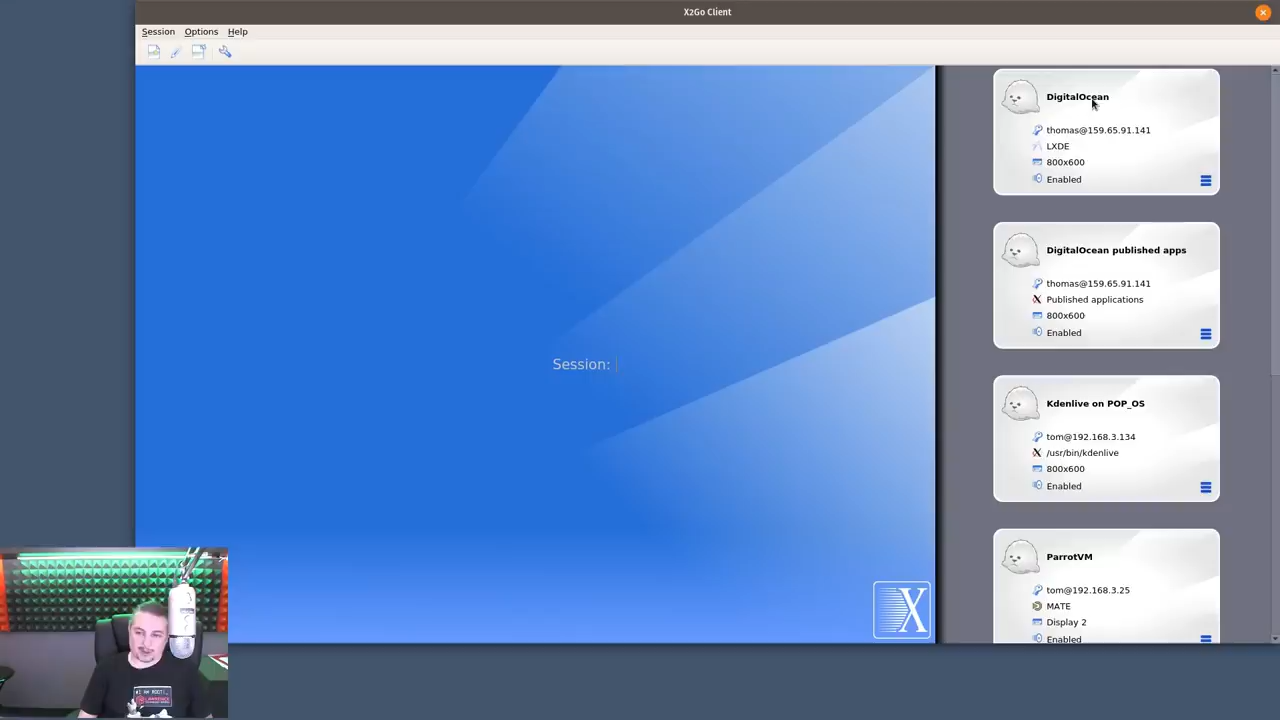 X2Go Client
Session Options Help
Session:
X
DigitalOcean
thomas@159.65.91.141
LXDE
800x600
Enabled
DigitalOcean published apps
thomas@159.65.91.141
Published applications
800x600
Enabled
Kdenlive on POP_OS
tom@192.168.3.134
/usr/bin/kdenlive
800x600
Enabled
ParrotVM
tom@192.168.3.25
MATE
Display 2
Enabled